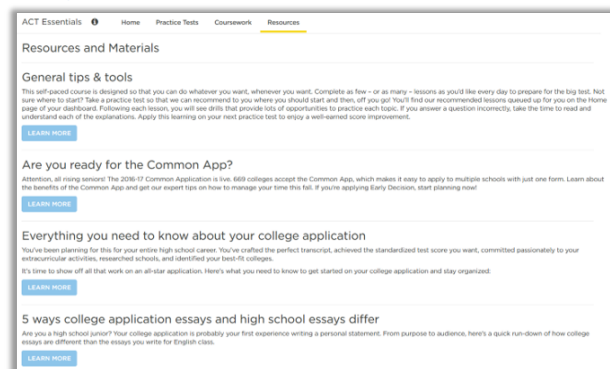 ACT Essentials Home Practice Tests Coursework Resources
Resources and Materials
General tips & tools
This self-paced course is designed so that you can do whatever you want, whenever you want. Complete as few – or as many – lessons as you'd like every day to prepare for the big test. Not
sure where to start? Take a practice test so that we can recommend to you where you should start and then, off you go! You'll find our recommended lessons queued up for you on the Home
page of your dashboard. Following each lesson, you will see drills that provide lots of opportunities to practice each topic. If you answer a question incorrectly, take the time to read and
understand each of the explanations. Apply this learning on your next practice test to enjoy a well-earned score improvement.
LEARN MORE
Are you ready for the Common App?
Attention, all rising seniors! The 2016-17 Common Application is live. 669 colleges accept the Common App, which makes it easy to apply to multiple schools with just one form. Learn about
the benefits of the Common App and get our expert tips on how to manage your time this fall. If you're applying Early Decision, start planning now!
LEARN MORE
Everything you need to know about your college application
You've been planning for this for your entire high school career. You've crafted the perfect transcript, achieved the standardized test score you want, committed passionately to your
extracurricular activities, researched schools, and identified your best-fit colleges.
It's time to show off all that work on an all-star application. Here's what you need to know to get started on your college application and stay organized:
LEARN MORE
5 ways college application essays and high school essays differ
Are you a high school junior? Your college application is probably your first experience writing a personal statement. From purpose to audience, here's a quick run-down of how college
essays are different than the essays you write for English class.
LEARN MORE